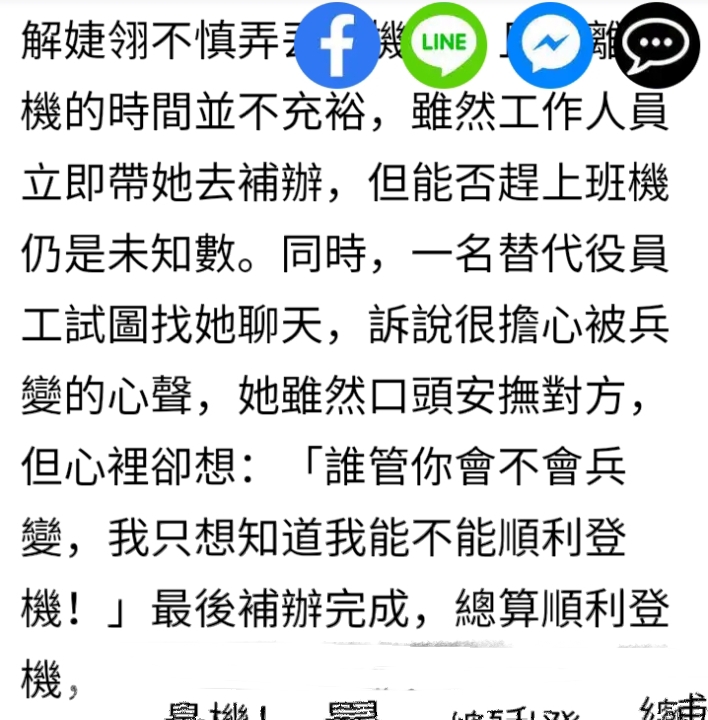 解婕翎不慎弄丟 機 離
LINE
機的時間並不充裕，雖然工作人員
立即帶她去補辦，但能否趕上班機
仍是未知數。同時，一名替代役員
工試圖找她聊天，訴說很擔心被兵
變的心聲，她雖然口頭安撫對方，
但心裡卻想：「誰管你會不會兵
變，我只想知道我能不能順利登
機！」最後補辦完成，總算順利登
機，